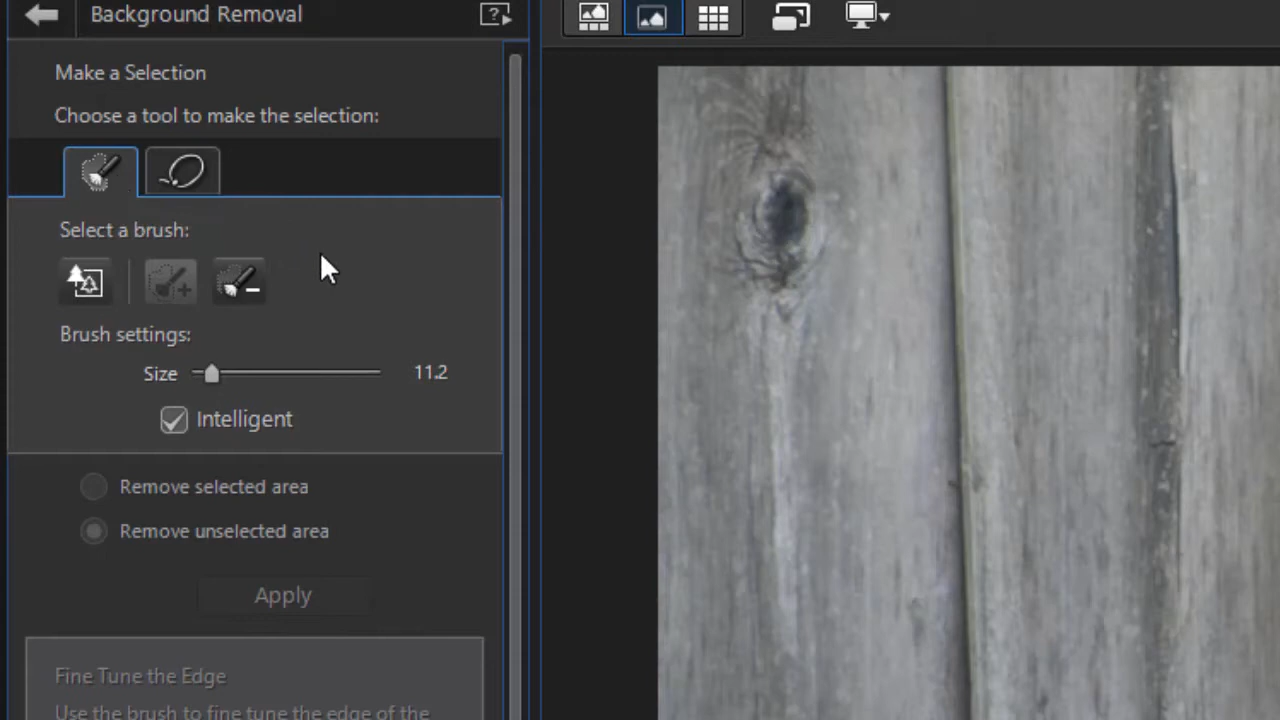 Background Removal
Make a Selection
Choose a tool to make the selection:
Select a brush:
Brush settings:
Size 11.2
Intelligent
Remove selected area
Remove unselected area
Apply
Fine Tune the Edge
Use the brush to fine tune the edge of the